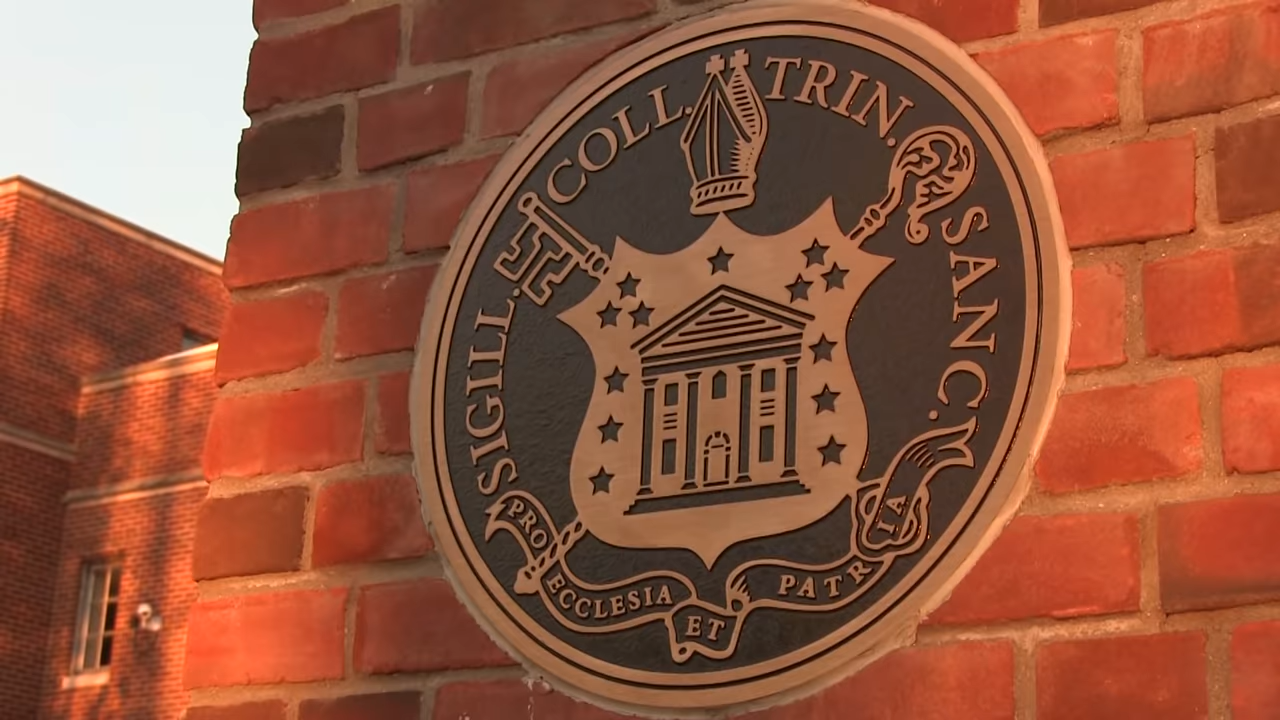 SIGILL. COLL. TRIN. SANC.
PRO ECCLESIA ET PATRIA